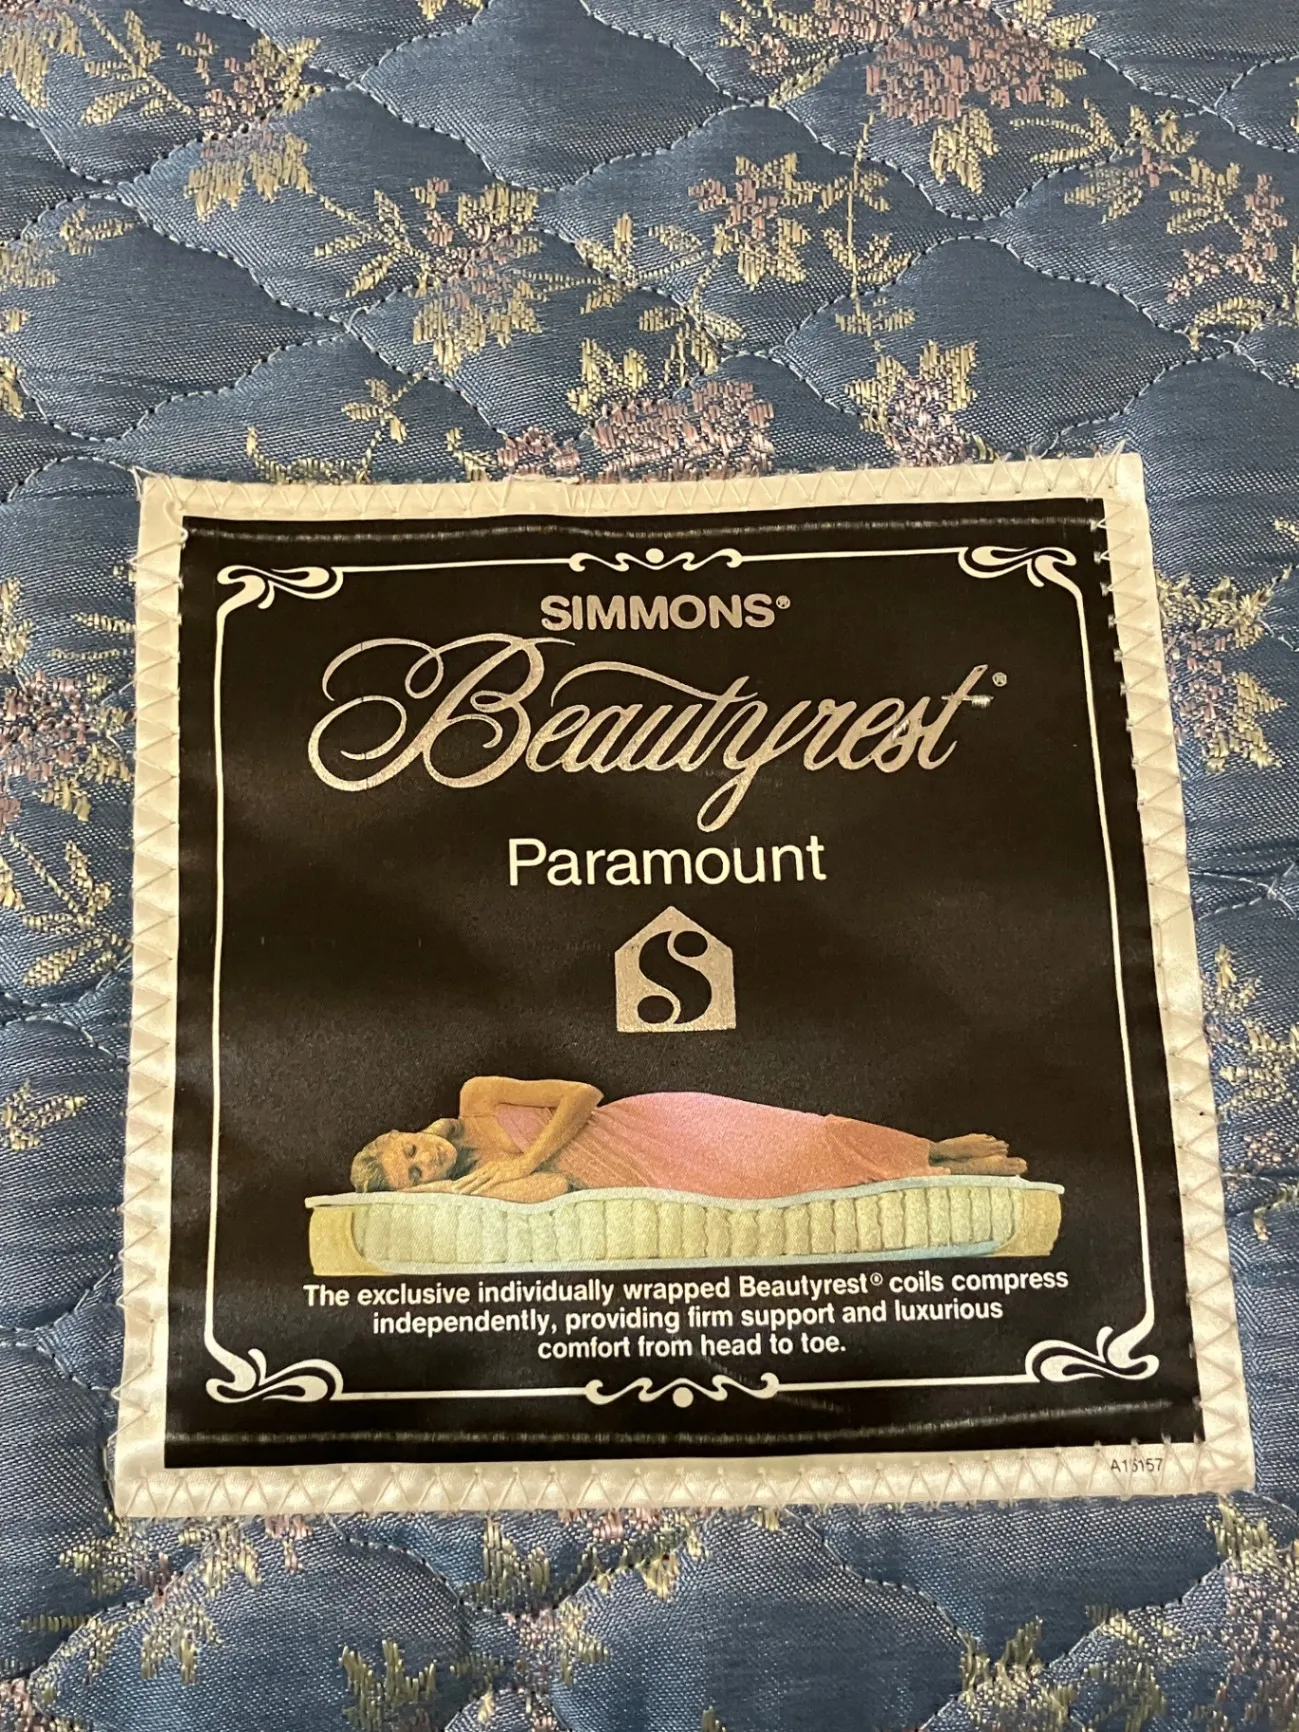 SIMMONS®
Beautyrest®
Paramount
S
The exclusive individually wrapped Beautyrest® coils compress
independently, providing firm support and luxurious
comfort from head to toe.
A15157